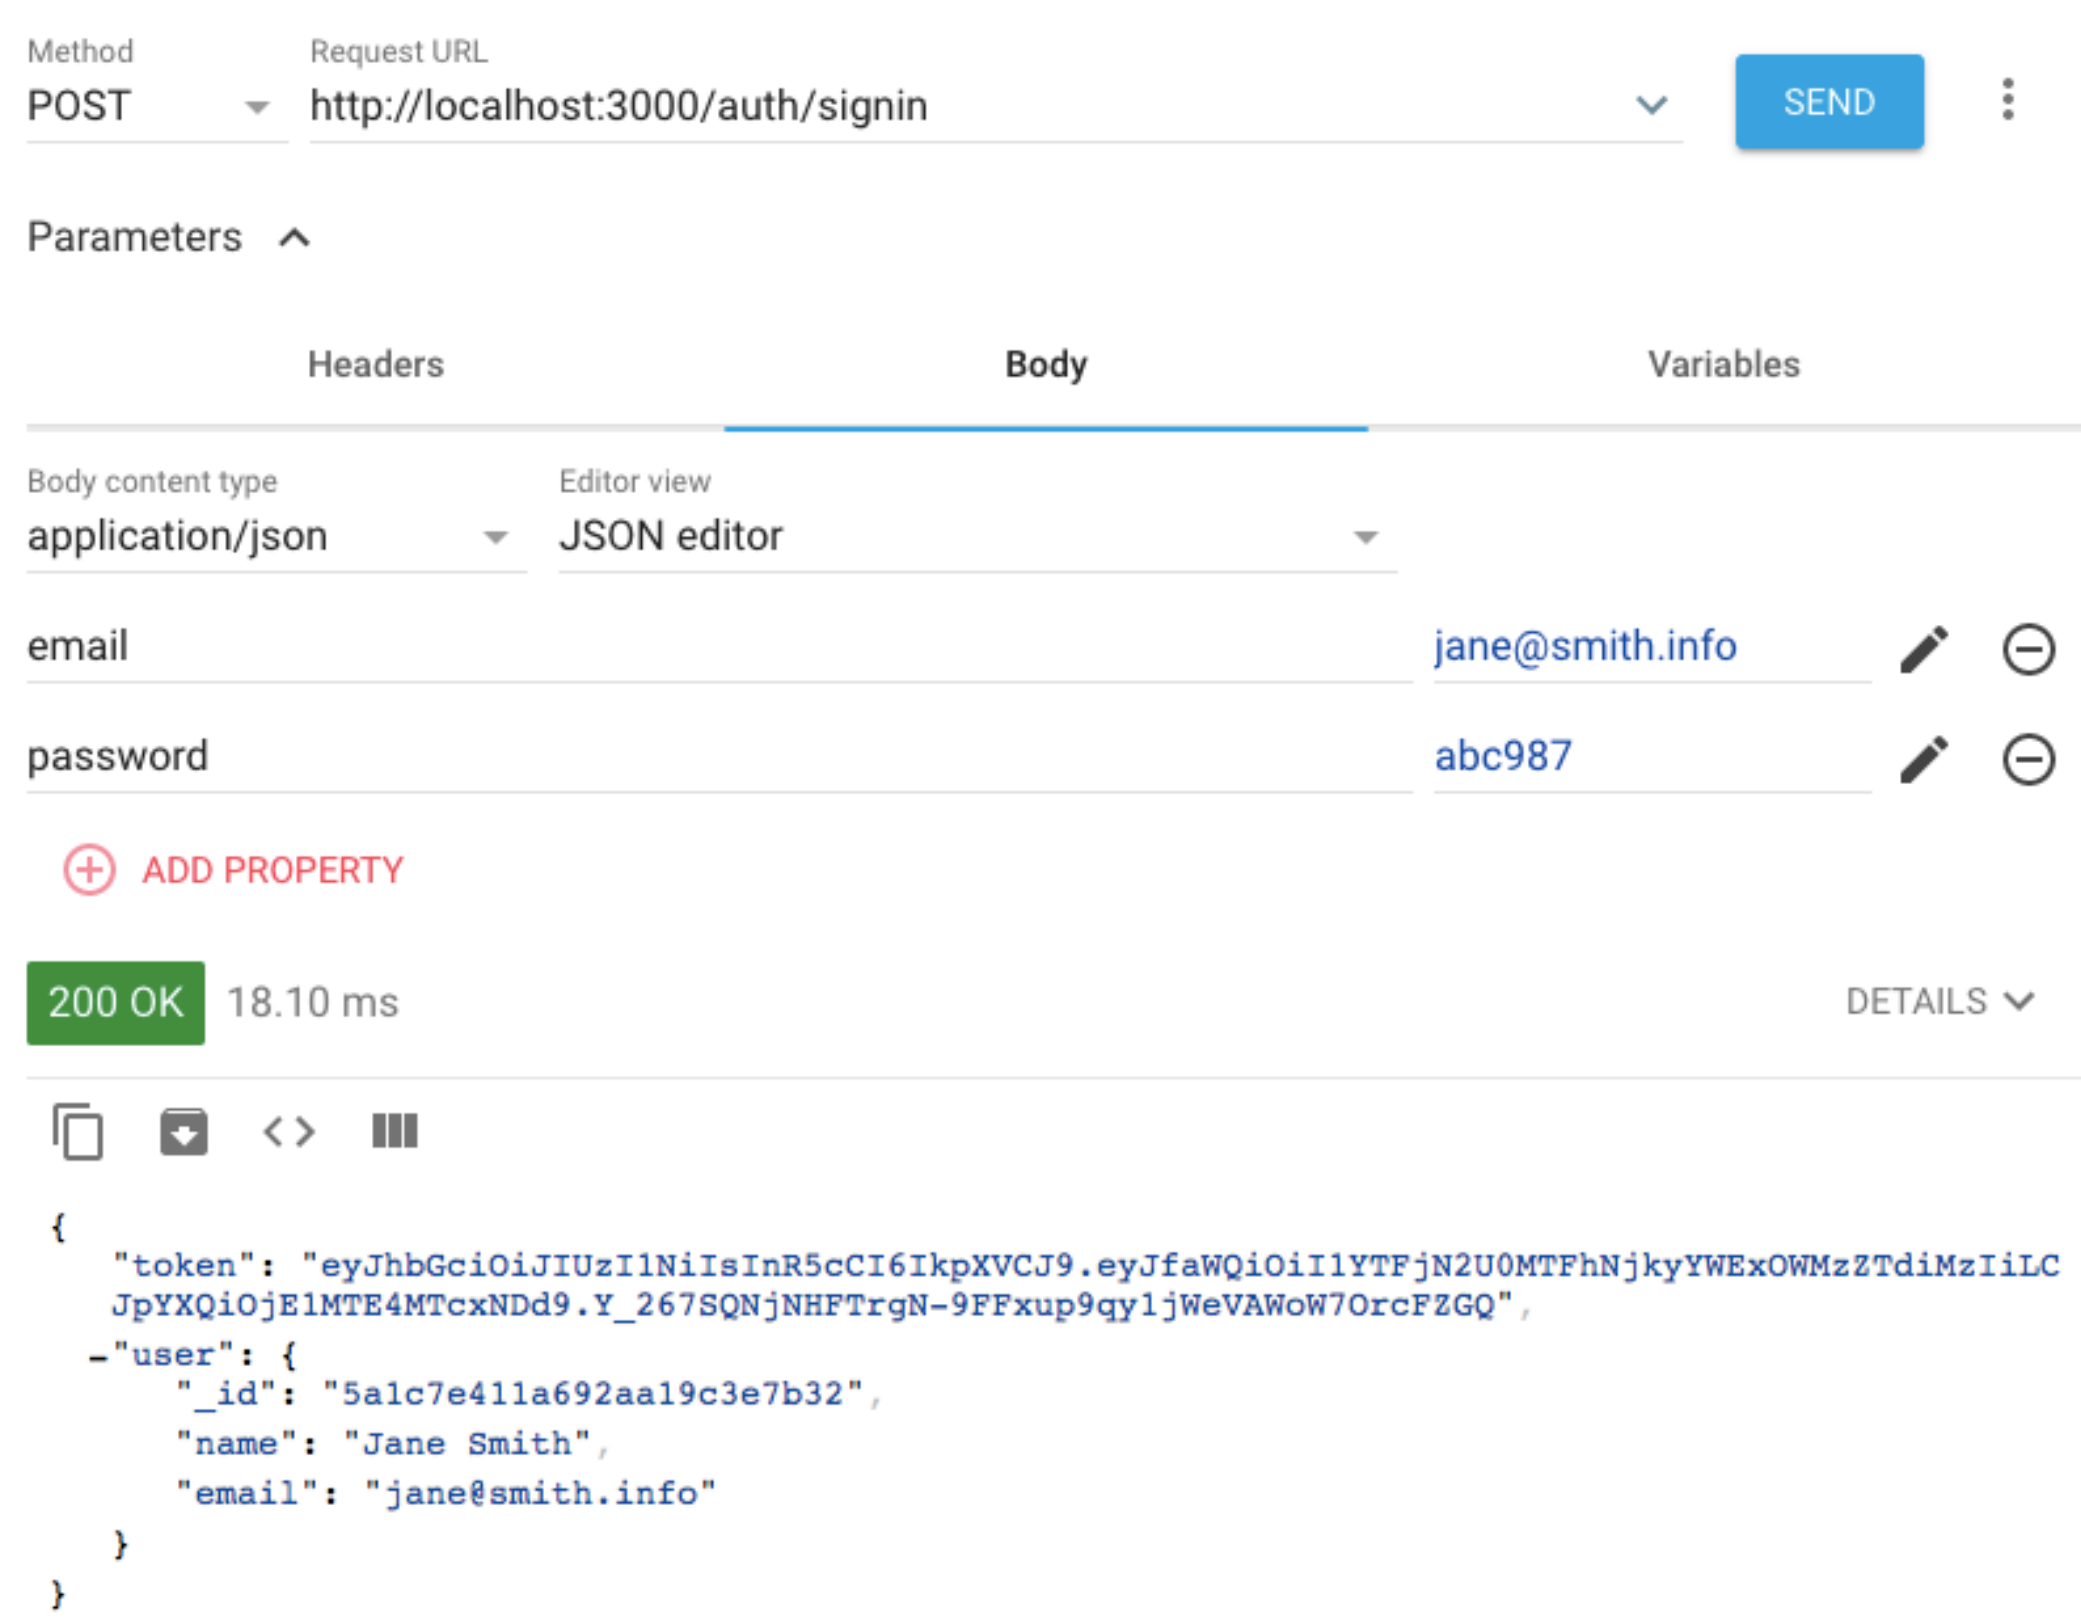 Method Request URL
POST http://localhost:3000/auth/signin SEND
Parameters
Headers Body Variables
Body content type Editor view
application/json JSON editor
email jane@smith.info
password abc987
ADD PROPERTY
200 OK 18.10 ms DETAILS
{
"token": "eyJhbGciOiJIUzI1NiIsInR5cCI6IkpXVCJ9.eyJfaWQiOiI1YTFjN2U0MTFhNjkyYWExOWMzZTdiMzIiLC
JpYXQiOjE1MTE4MTcxNDd9.Y_267SQNjNHFTrgN-9FFxup9qy1jWeVAWoW7OrcFZGQ",
-"user": {
"_id": "5a1c7e411a692aa19c3e7b32",
"name": "Jane Smith",
"email": "jane@smith.info"
}
}